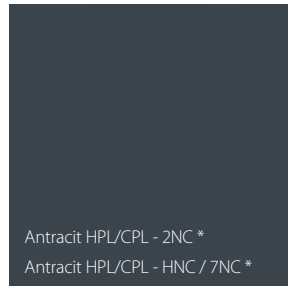 Antracit HPL/CPL - 2NC *
Antracit HPL/CPL - HNC / 7NC *